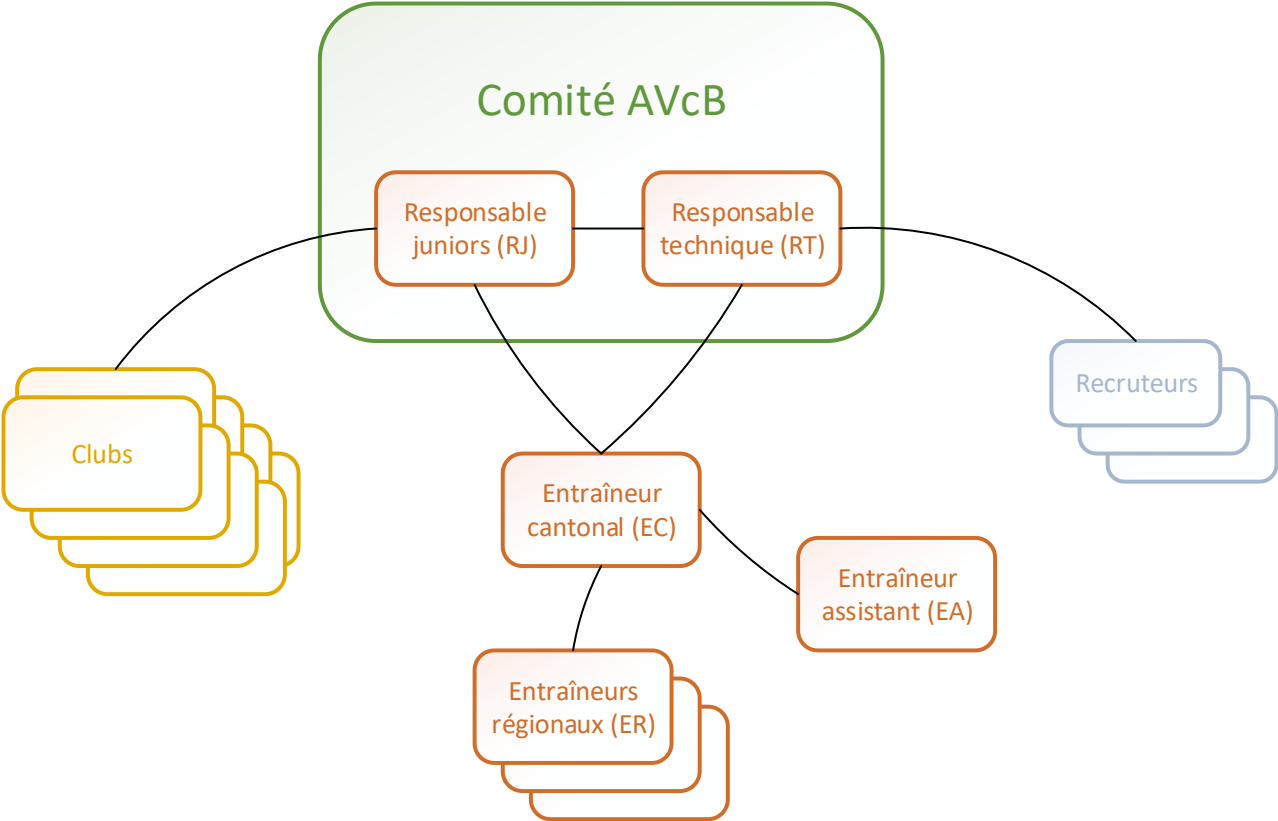 Comité AVcB
Responsable
juniors (RJ)
Responsable
technique (RT)
Recruteurs
Clubs
Entraîneur
cantonal (EC)
Entraîneur
assistant (EA)
Entraîneurs
régionaux (ER)